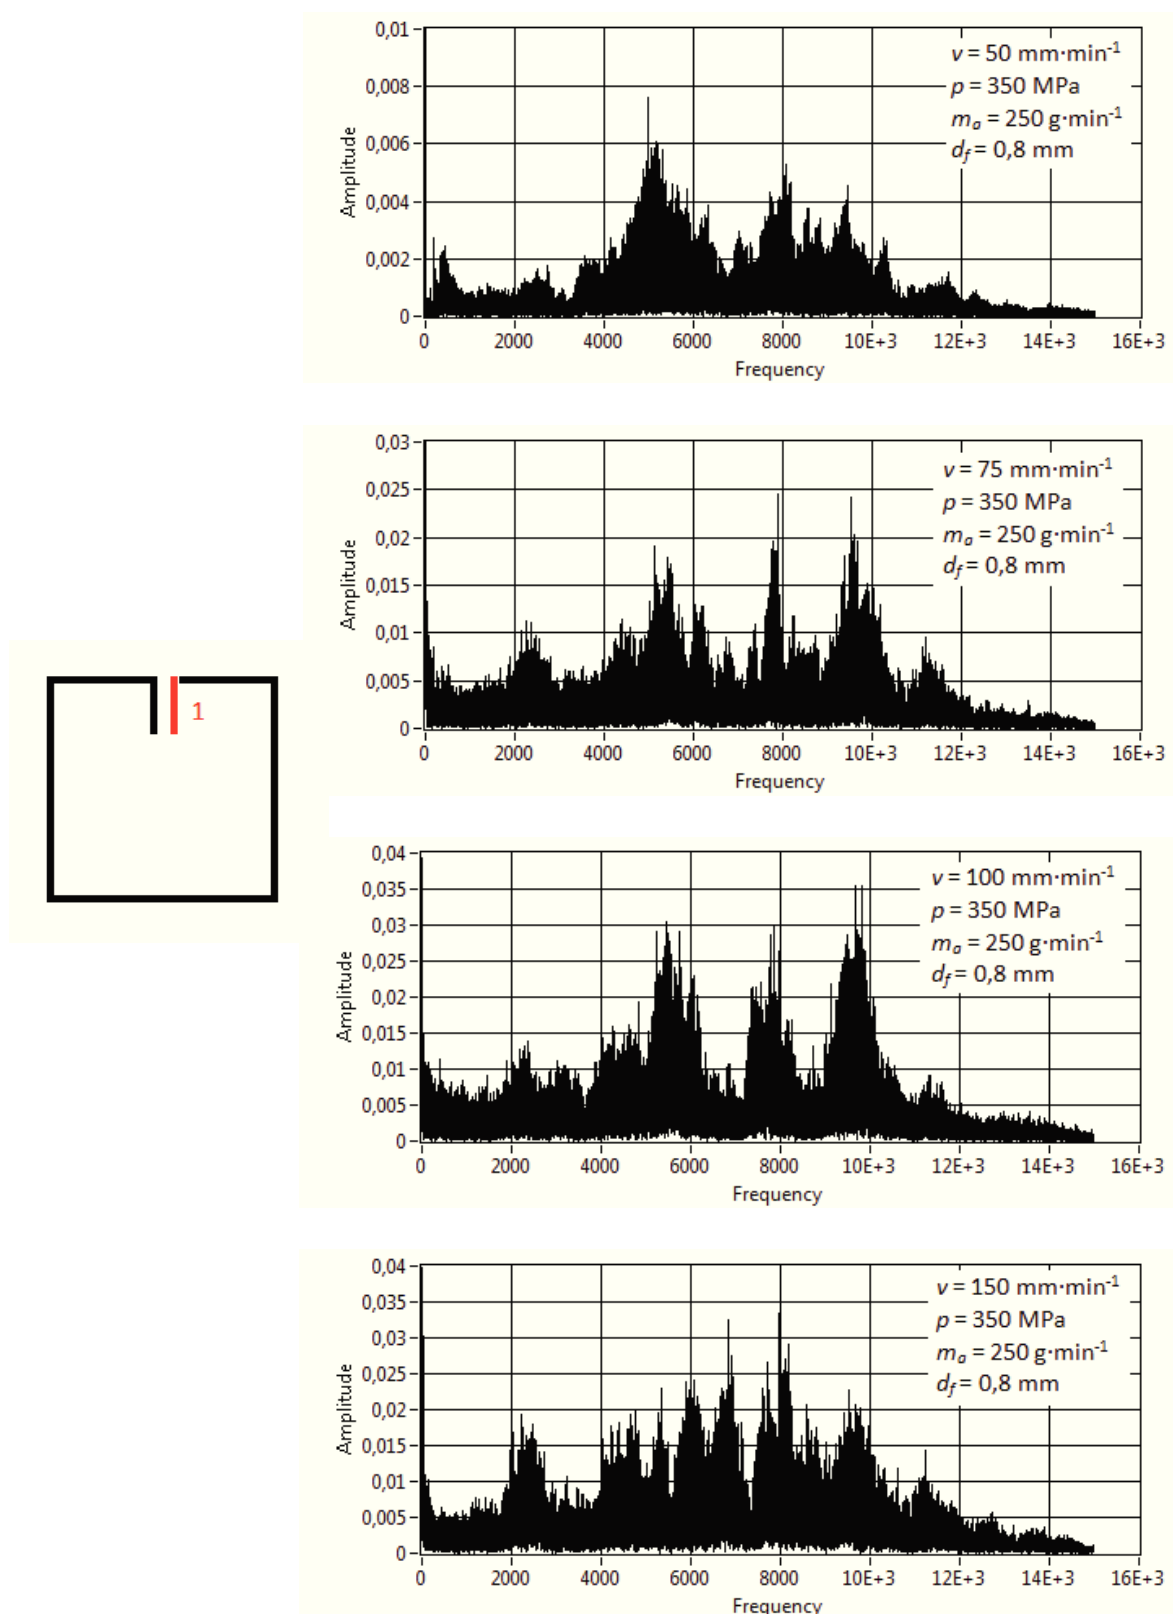 0,01
0,008
0,006
0,004
0,002
0
Amplitude
v = 50 mm·min⁻¹
p = 350 MPa
mₐ = 250 g·min⁻¹
d_f = 0,8 mm
0 2000 4000 6000 8000 10E+3 12E+3 14E+3 16E+3
Frequency
0,03
0,025
0,02
0,015
0,01
0,005
0
Amplitude
v = 75 mm·min⁻¹
p = 350 MPa
mₐ = 250 g·min⁻¹
d_f = 0,8 mm
0 2000 4000 6000 8000 10E+3 12E+3 14E+3 16E+3
Frequency
1
0,04
0,035
0,03
0,025
0,02
0,015
0,01
0,005
0
Amplitude
v = 100 mm·min⁻¹
p = 350 MPa
mₐ = 250 g·min⁻¹
d_f = 0,8 mm
0 2000 4000 6000 8000 10E+3 12E+3 14E+3 16E+3
Frequency
0,04
0,035
0,03
0,025
0,02
0,015
0,01
0,005
0
Amplitude
v = 150 mm·min⁻¹
p = 350 MPa
mₐ = 250 g·min⁻¹
d_f = 0,8 mm
0 2000 4000 6000 8000 10E+3 12E+3 14E+3 16E+3
Frequency